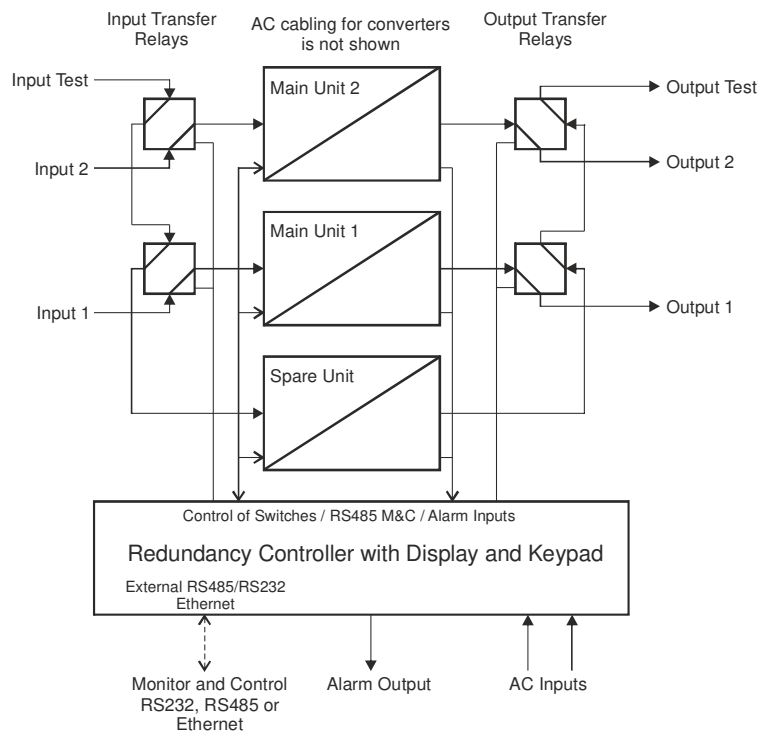 Input Transfer
Relays
AC cabling for converters
is not shown
Output Transfer
Relays
Input Test
Main Unit 2
Output Test
Input 2
Output 2
Main Unit 1
Input 1
Output 1
Spare Unit
Control of Switches / RS485 M&C / Alarm Inputs
Redundancy Controller with Display and Keypad
External RS485/RS232
Ethernet
Monitor and Control
RS232, RS485 or
Ethernet
Alarm Output
AC Inputs